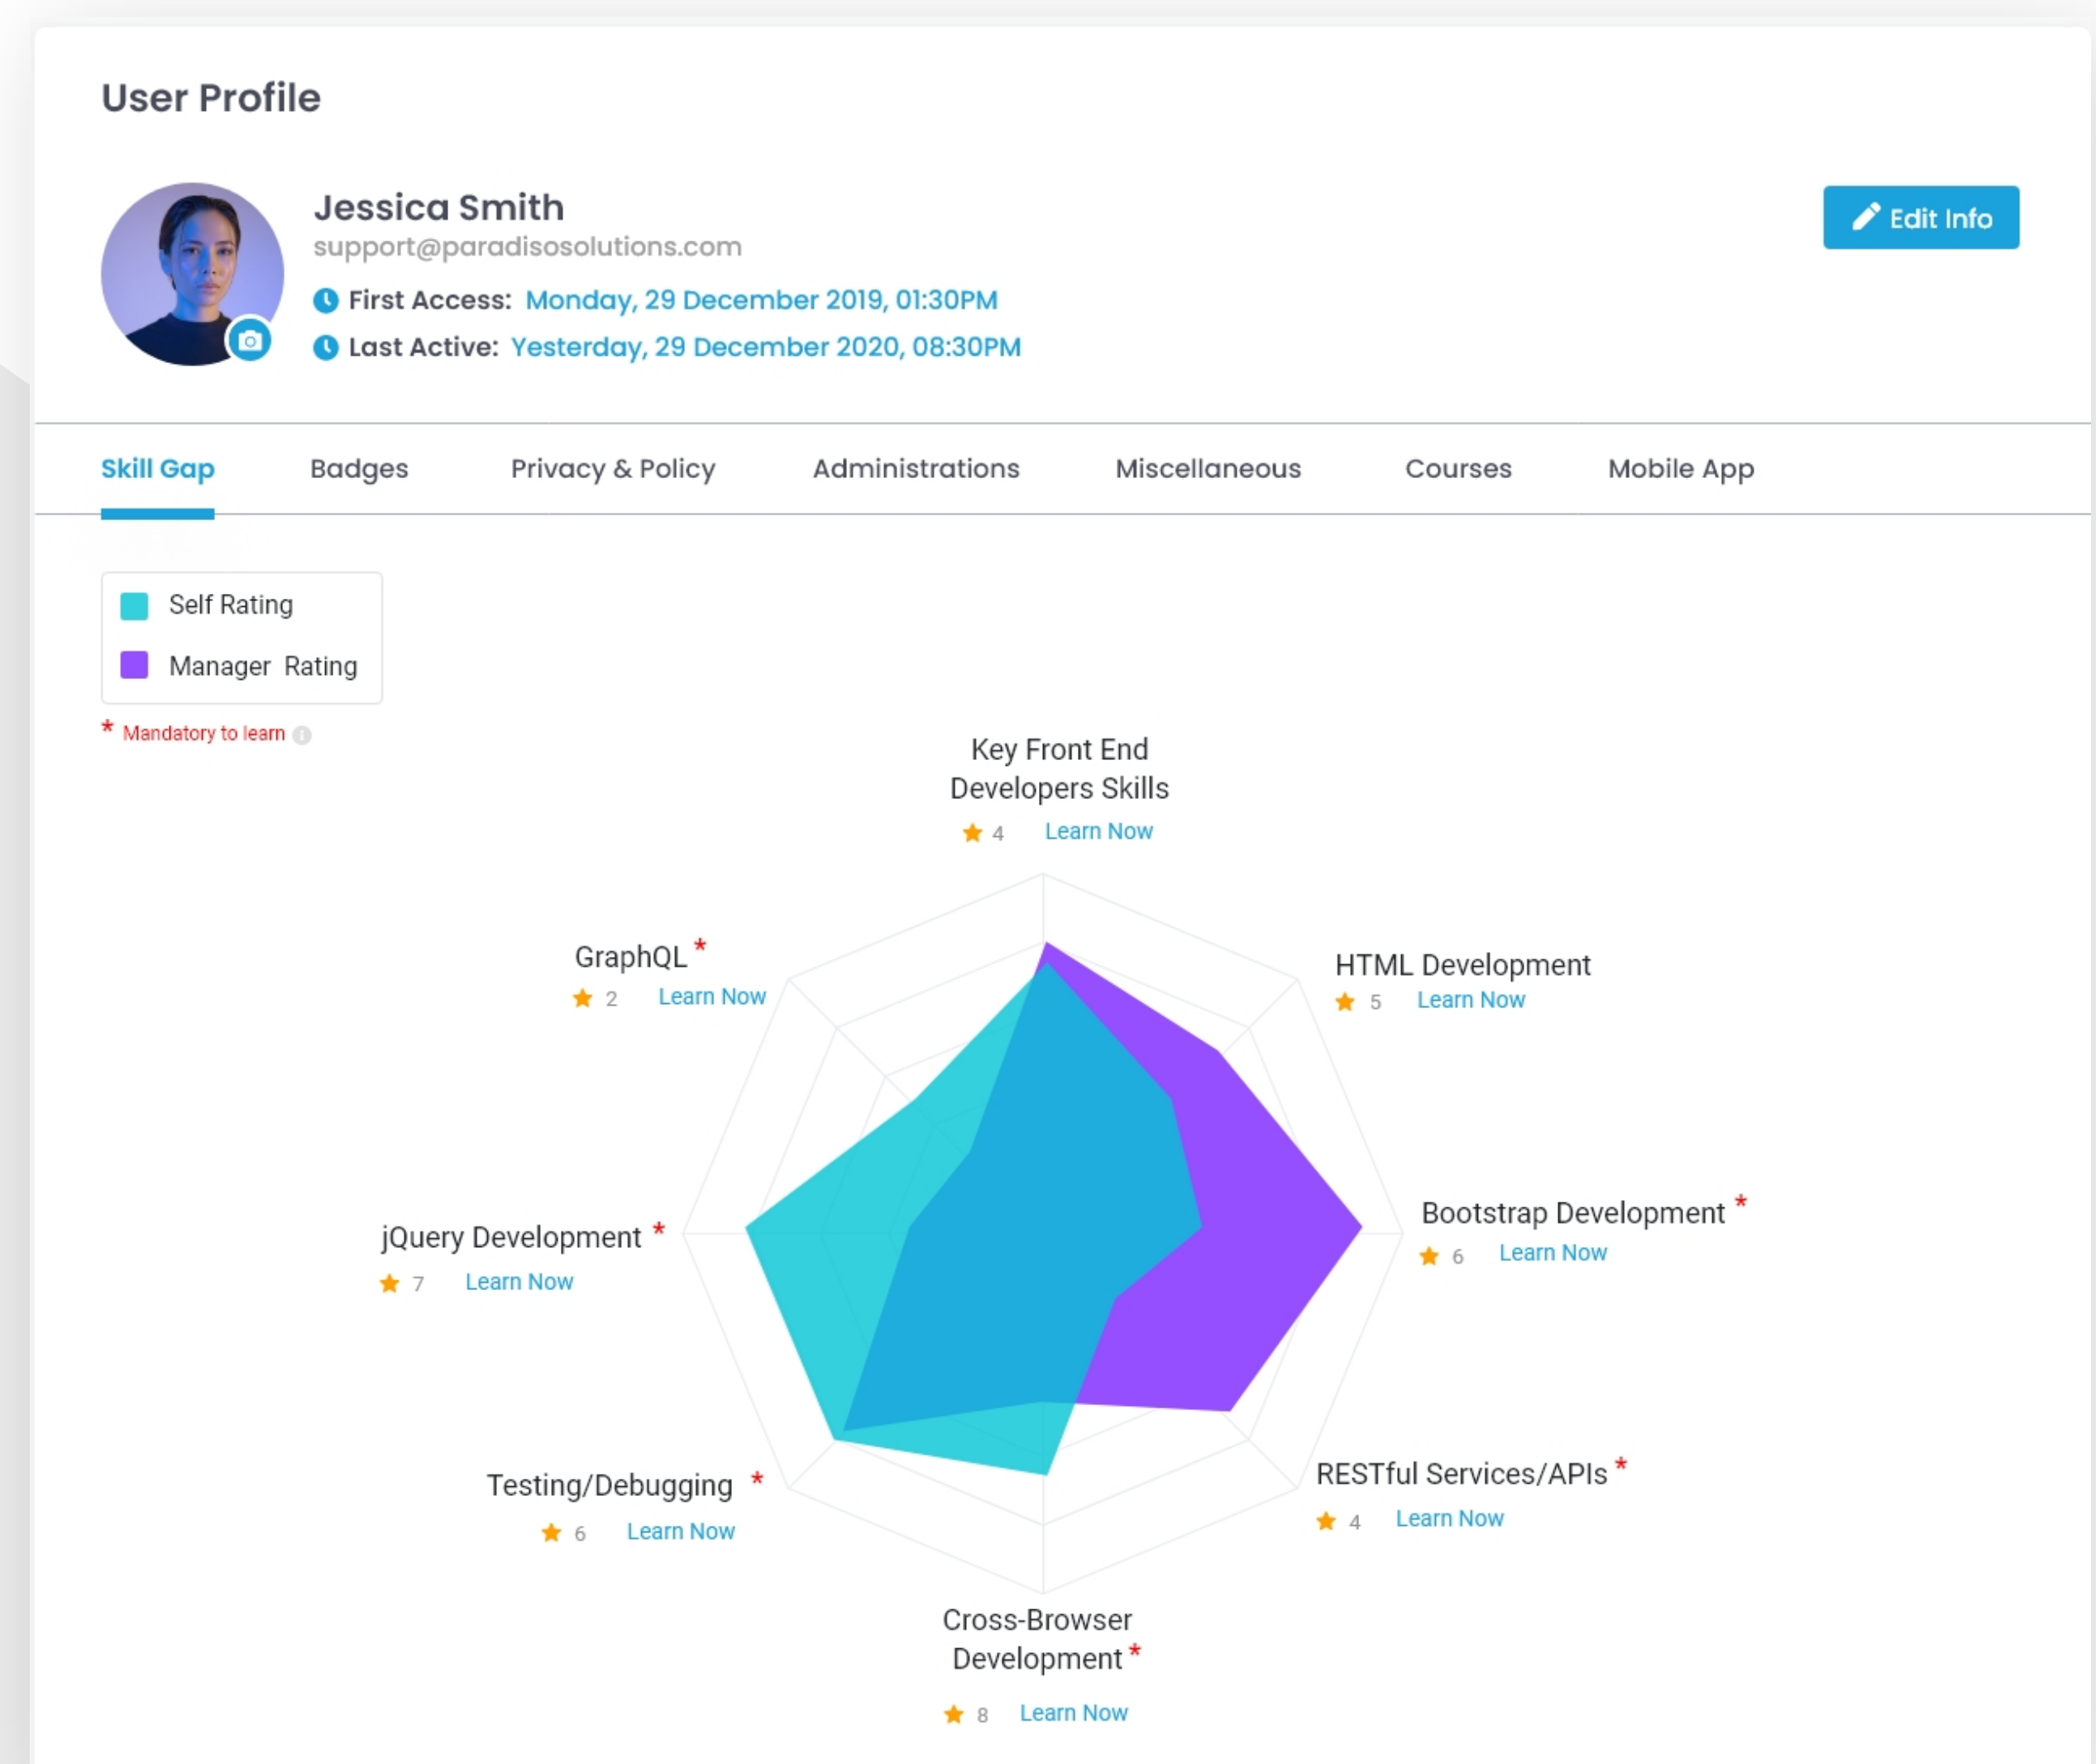 User Profile
Jessica Smith
support@paradisosolutions.com
Edit Info
First Access: Monday, 29 December 2019, 01:30PM
Last Active: Yesterday, 29 December 2020, 08:30PM
Skill Gap Badges Privacy & Policy Administrations Miscellaneous Courses Mobile App
Self Rating
Manager Rating
* Mandatory to learn i
Key Front End
Developers Skills
4 Learn Now
GraphQL *
2 Learn Now
HTML Development
5 Learn Now
Bootstrap Development *
6 Learn Now
jQuery Development *
7 Learn Now
RESTful Services/APIs *
4 Learn Now
Testing/Debugging *
6 Learn Now
Cross-Browser
Development *
8 Learn Now